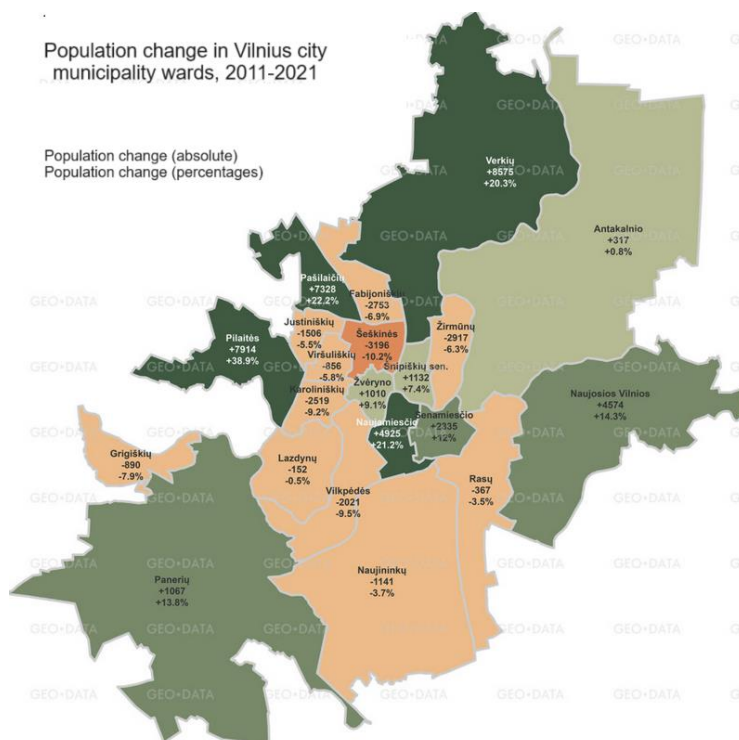 Population change in Vilnius city
municipality wards, 2011-2021
Population change (absolute)
Population change (percentages)
GEO•DATA
Verkių
+8575
+20.3%
Antakalnio
+317
+0.8%
Pašilaičių
+7328
+22.2%
Fabijoniškių
-2753
-6.9%
Pilaitės
+7914
+38.9%
Justiniškių
-1506
-5.5%
Šeškinės
-3196
-10.2%
Žirmūnų
-2917
-6.3%
Viršuliškių
-856
-5.8%
Šnipiškių sen.
+1132
+7.4%
Žvėryno
+1010
+9.1%
Karoliniškių
-2519
-9.2%
Naujosios Vilnios
+4574
+14.3%
Naujamiesčio
+4925
+21.2%
Senamiesčio
+2335
+12%
Grigiškių
-890
-7.9%
Lazdynų
-152
-0.5%
Vilkpėdės
-2021
-9.5%
Rasų
-367
-3.5%
Naujininkų
-1141
-3.7%
Panerių
+1067
+13.8%